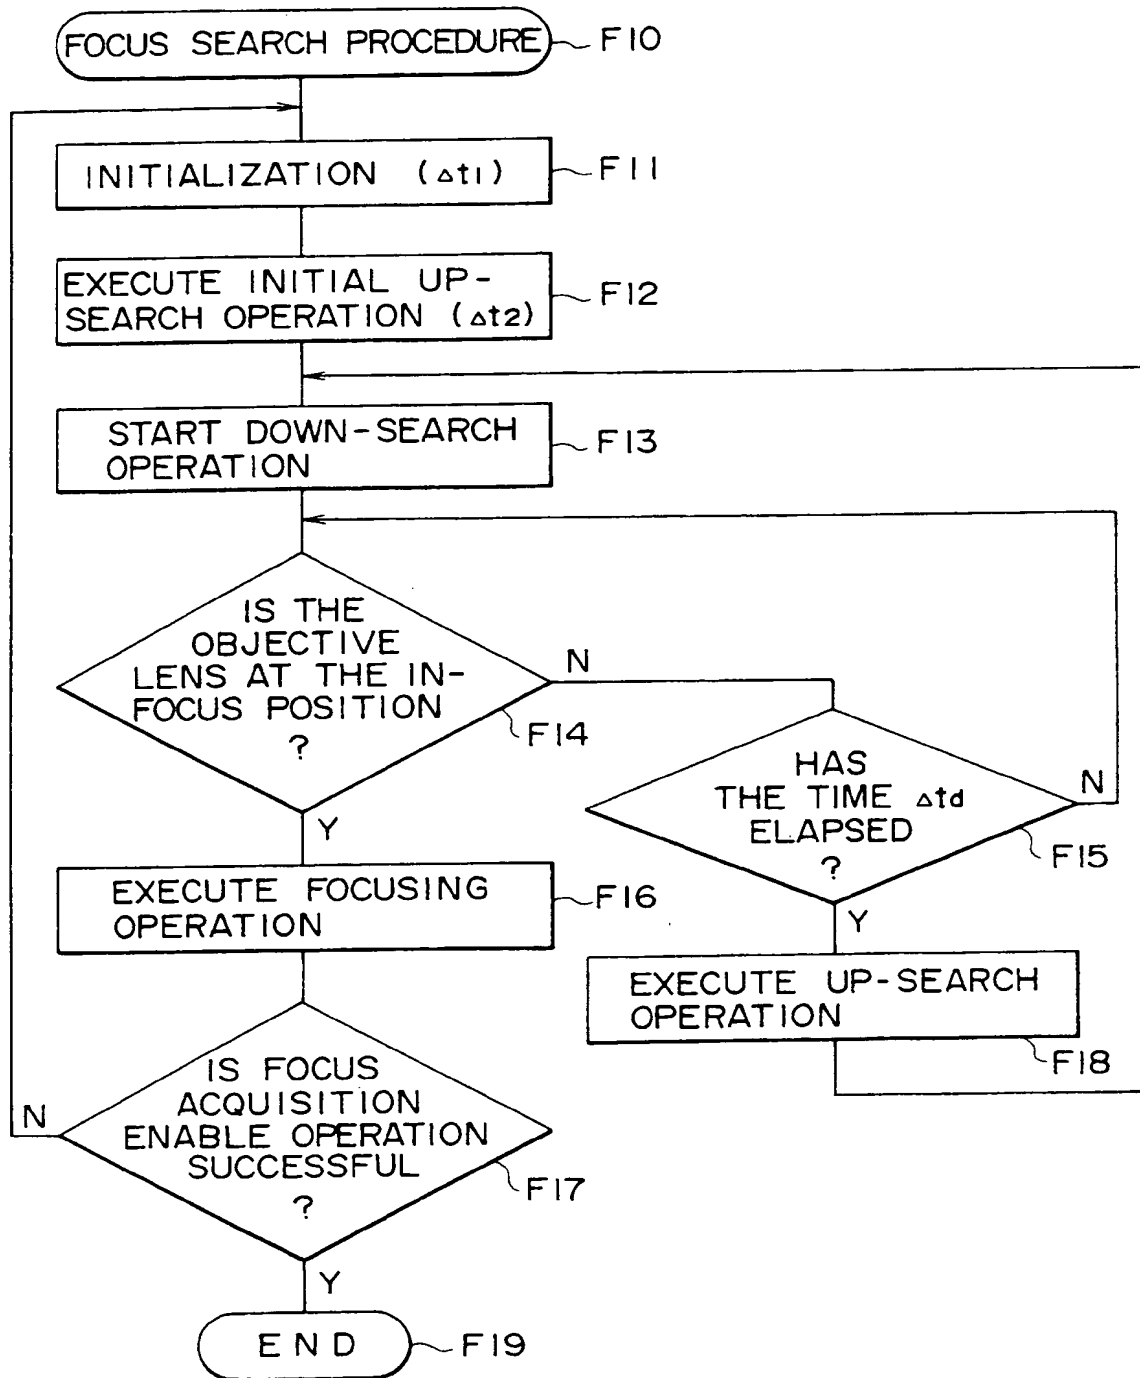 FOCUS SEARCH PROCEDURE
F10
INITIALIZATION (Δt1)
F11
EXECUTE INITIAL UP-
SEARCH OPERATION (Δt2)
F12
START DOWN-SEARCH
OPERATION
F13
IS THE
OBJECTIVE
LENS AT THE IN-
FOCUS POSITION
?
F14
N
Y
HAS
THE TIME Δtd
ELAPSED
?
F15
N
Y
EXECUTE FOCUSING
OPERATION
F16
EXECUTE UP-SEARCH
OPERATION
F18
IS FOCUS
ACQUISITION
ENABLE OPERATION
SUCCESSFUL
?
F17
N
Y
END
F19